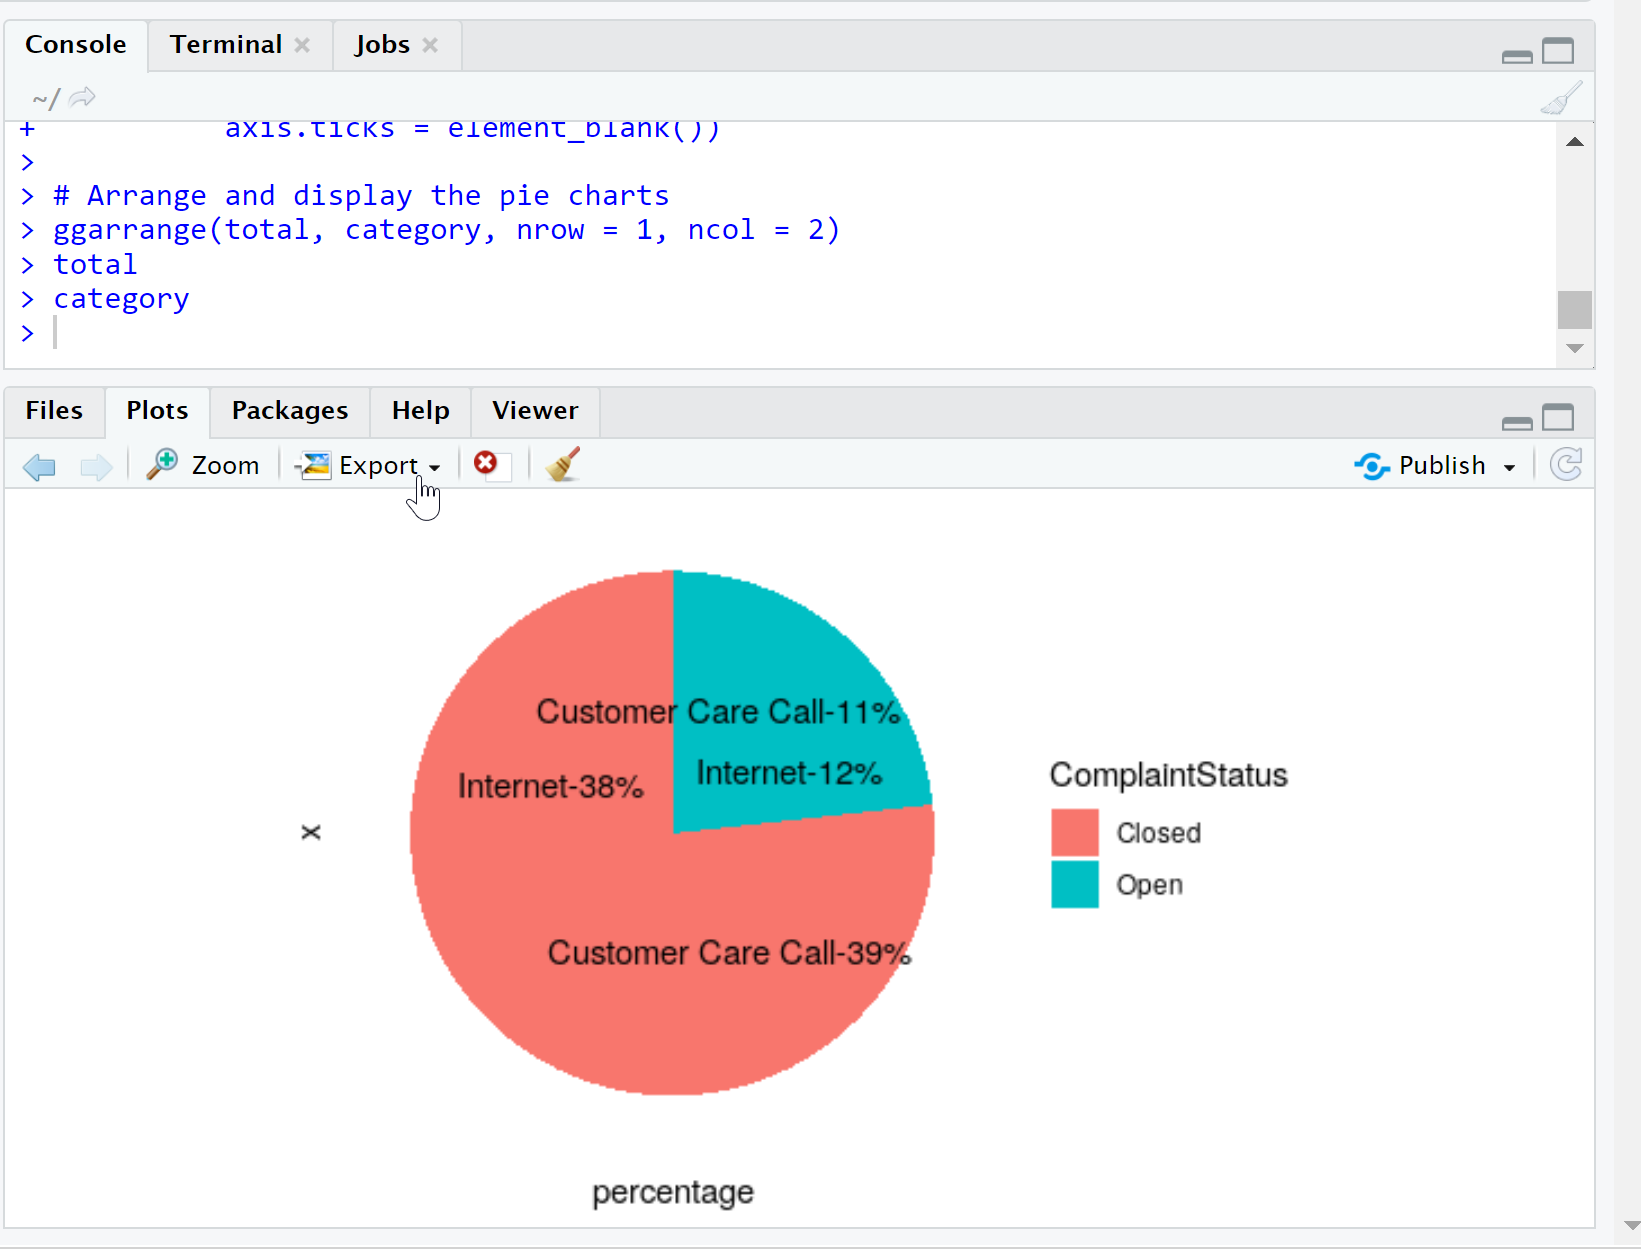 Console Terminal Jobs
~/
+ axis.ticks = element_blank())
>
> # Arrange and display the pie charts
> ggarrange(total, category, nrow = 1, ncol = 2)
> total
> category
>
Files Plots Packages Help Viewer
Zoom Export Publish
Customer Care Call-11%
Internet-12%
Internet-38%
Customer Care Call-39%
x
percentage
ComplaintStatus
Closed
Open